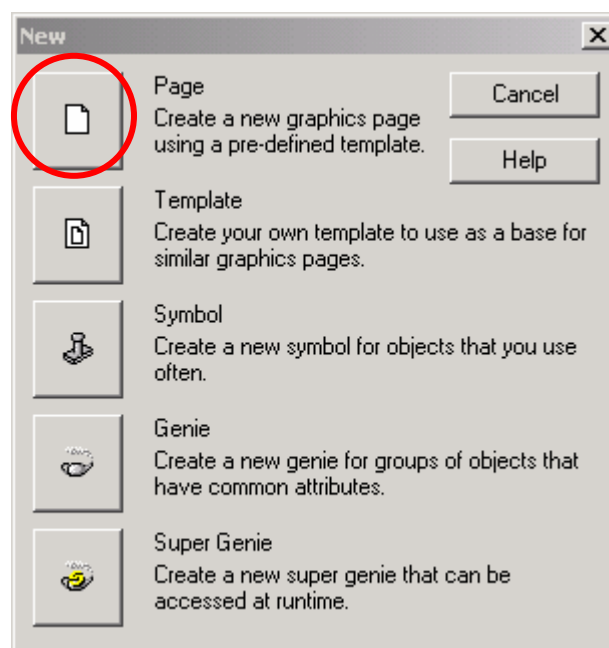 New
Page
Create a new graphics page
using a pre-defined template.
Cancel
Help
Template
Create your own template to use as a base for
similar graphics pages.
Symbol
Create a new symbol for objects that you use
often.
Genie
Create a new genie for groups of objects that
have common attributes.
Super Genie
Create a new super genie that can be
accessed at runtime.